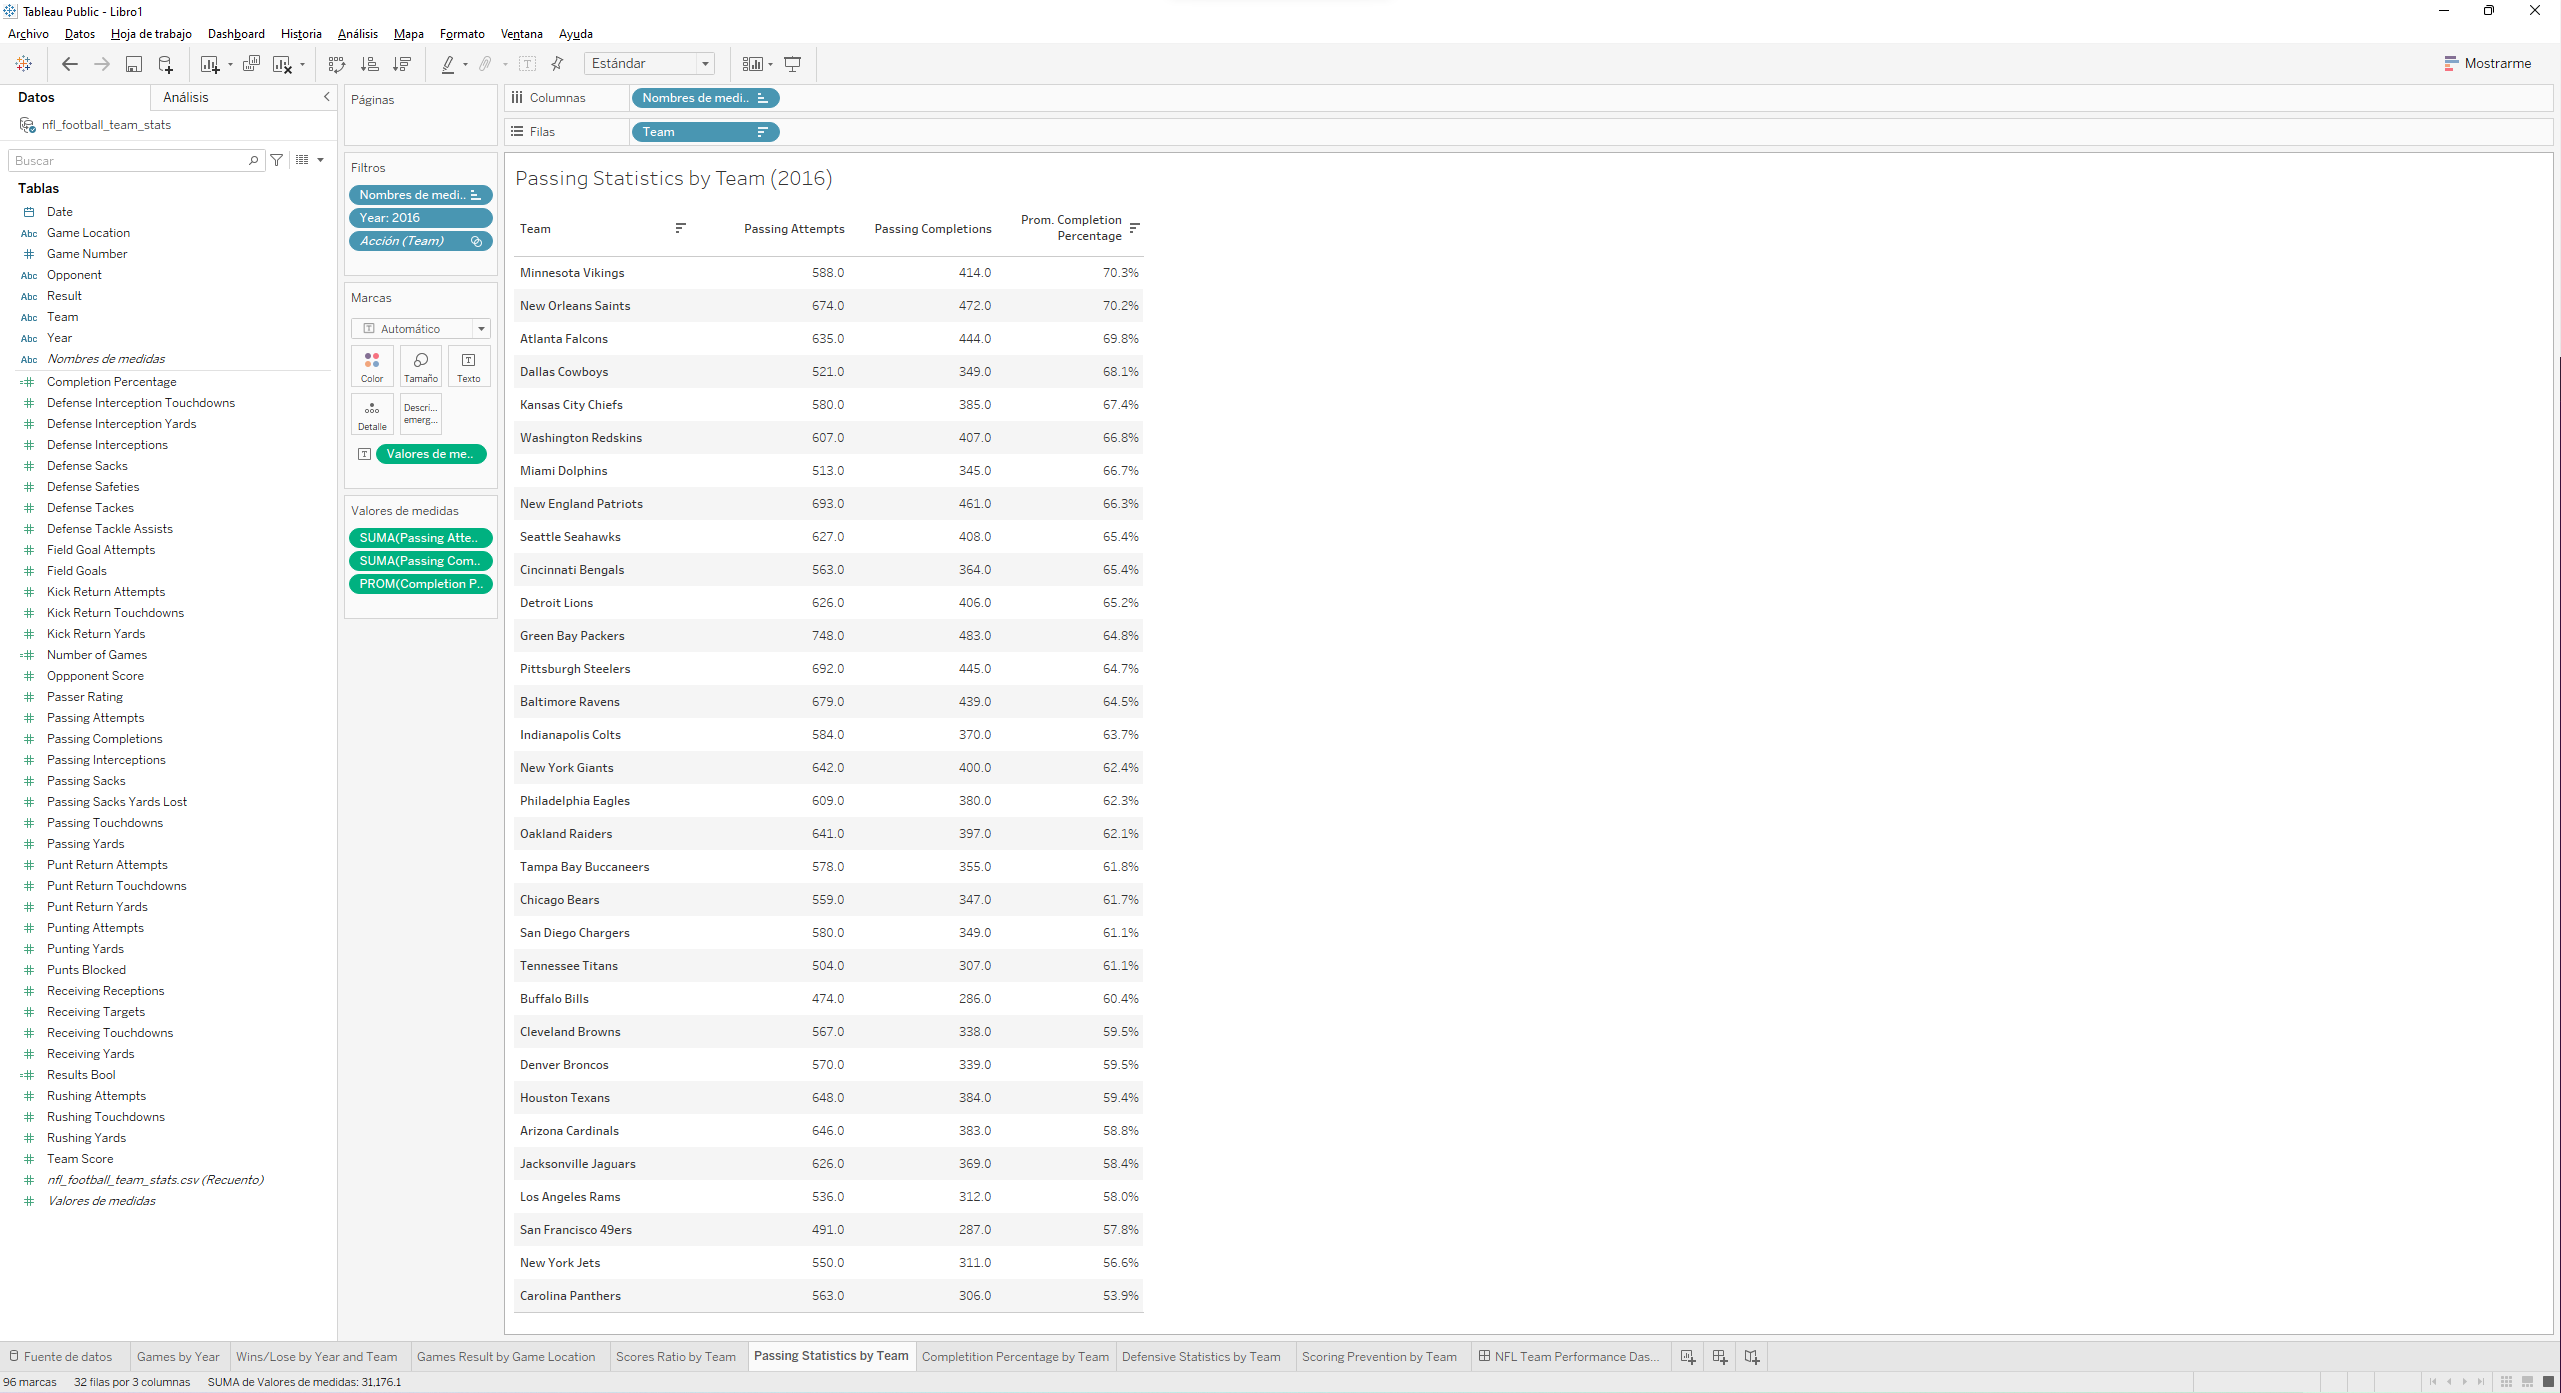 Tableau Public - Libro1
Archivo Datos Hoja de trabajo Dashboard Historia Análisis Mapa Formato Ventana Ayuda
Estándar
Mostrarme
Datos Análisis
nfl_football_team_stats
Buscar
Tablas
Date
Abc Game Location
Game Number
Abc Opponent
Abc Result
Abc Team
Abc Year
Abc Nombres de medidas
Completion Percentage
Defense Interception Touchdowns
Defense Interception Yards
Defense Interceptions
Defense Sacks
Defense Safeties
Defense Tackes
Defense Tackle Assists
Field Goal Attempts
Field Goals
Kick Return Attempts
Kick Return Touchdowns
Kick Return Yards
Number of Games
Oppponent Score
Passer Rating
Passing Attempts
Passing Completions
Passing Interceptions
Passing Sacks
Passing Sacks Yards Lost
Passing Touchdowns
Passing Yards
Punt Return Attempts
Punt Return Touchdowns
Punt Return Yards
Punting Attempts
Punting Yards
Punts Blocked
Receiving Receptions
Receiving Targets
Receiving Touchdowns
Receiving Yards
Results Bool
Rushing Attempts
Rushing Touchdowns
Rushing Yards
Team Score
nfl_football_team_stats.csv (Recuento)
Valores de medidas
Páginas
Filtros
Nombres de medi..
Year: 2016
Acción (Team)
Marcas
Automático
Color Tamaño Texto
Detalle Descri... emerg...
Valores de me..
Valores de medidas
SUMA(Passing Atte..
SUMA(Passing Com..
PROM(Completion P..
Columnas Nombres de medi..
Filas Team
Passing Statistics by Team (2016)
Team Passing Attempts Passing Completions Prom. Completion Percentage
Minnesota Vikings 588.0 414.0 70.3%
New Orleans Saints 674.0 472.0 70.2%
Atlanta Falcons 635.0 444.0 69.8%
Dallas Cowboys 521.0 349.0 68.1%
Kansas City Chiefs 580.0 385.0 67.4%
Washington Redskins 607.0 407.0 66.8%
Miami Dolphins 513.0 345.0 66.7%
New England Patriots 693.0 461.0 66.3%
Seattle Seahawks 627.0 408.0 65.4%
Cincinnati Bengals 563.0 364.0 65.4%
Detroit Lions 626.0 406.0 65.2%
Green Bay Packers 748.0 483.0 64.8%
Pittsburgh Steelers 692.0 445.0 64.7%
Baltimore Ravens 679.0 439.0 64.5%
Indianapolis Colts 584.0 370.0 63.7%
New York Giants 642.0 400.0 62.4%
Philadelphia Eagles 609.0 380.0 62.3%
Oakland Raiders 641.0 397.0 62.1%
Tampa Bay Buccaneers 578.0 355.0 61.8%
Chicago Bears 559.0 347.0 61.7%
San Diego Chargers 580.0 349.0 61.1%
Tennessee Titans 504.0 307.0 61.1%
Buffalo Bills 474.0 286.0 60.4%
Cleveland Browns 567.0 338.0 59.5%
Denver Broncos 570.0 339.0 59.5%
Houston Texans 648.0 384.0 59.4%
Arizona Cardinals 646.0 383.0 58.8%
Jacksonville Jaguars 626.0 369.0 58.4%
Los Angeles Rams 536.0 312.0 58.0%
San Francisco 49ers 491.0 287.0 57.8%
New York Jets 550.0 311.0 56.6%
Carolina Panthers 563.0 306.0 53.9%
Fuente de datos Games by Year Wins/Lose by Year and Team Games Result by Game Location Scores Ratio by Team Passing Statistics by Team Completition Percentage by Team Defensive Statistics by Team Scoring Prevention by Team NFL Team Performance Das...
96 marcas 32 filas por 3 columnas SUMA de Valores de medidas: 31,176.1